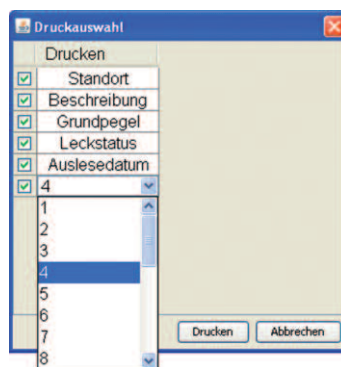 Druckauswahl
Drucken
Standort
Beschreibung
Grundpegel
Leckstatus
Auslesedatum
4
1
2
3
4
5
6
7
8
Drucken Abbrechen